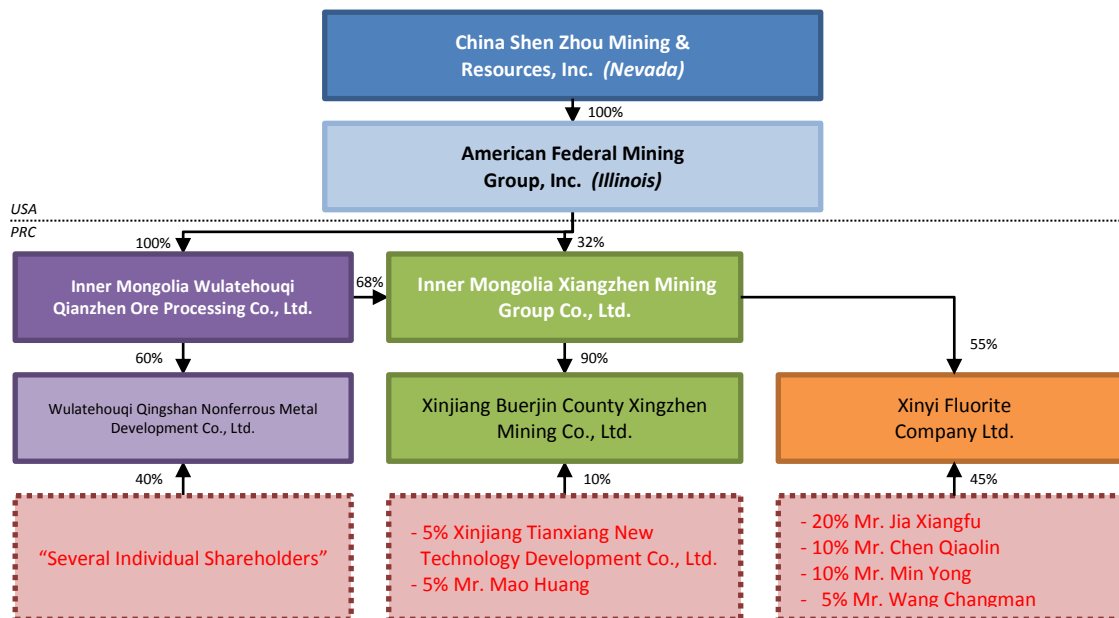 China Shen Zhou Mining &
Resources, Inc. (Nevada)
100%
American Federal Mining
Group, Inc. (Illinois)
USA
PRC
100%
32%
Inner Mongolia Wulatehouqi
Qianzhen Ore Processing Co., Ltd.
68%
Inner Mongolia Xiangzhen Mining
Group Co., Ltd.
60%
90%
55%
Wulatehouqi Qingshan Nonferrous Metal
Development Co., Ltd.
Xinjiang Buerjin County Xingzhen
Mining Co., Ltd.
Xinyi Fluorite
Company Ltd.
40%
10%
45%
“Several Individual Shareholders”
- 5% Xinjiang Tianxiang New
Technology Development Co., Ltd.
- 5% Mr. Mao Huang
- 20% Mr. Jia Xiangfu
- 10% Mr. Chen Qiaolin
- 10% Mr. Min Yong
- 5% Mr. Wang Changman